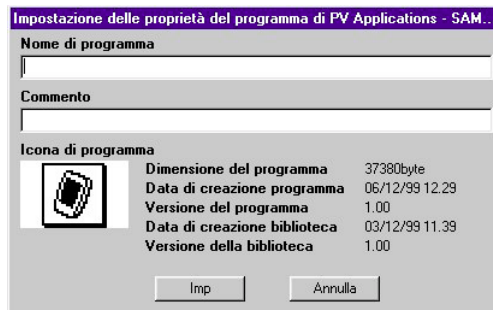 Impostazione delle proprietà del programma di PV Applications - SAM...
Nome di programma
Commento
Icona di programma
Dimensione del programma 37380byte
Data di creazione programma 06/12/99 12.29
Versione del programma 1.00
Data di creazione biblioteca 03/12/99 11.39
Versione della biblioteca 1.00
Imp Annulla